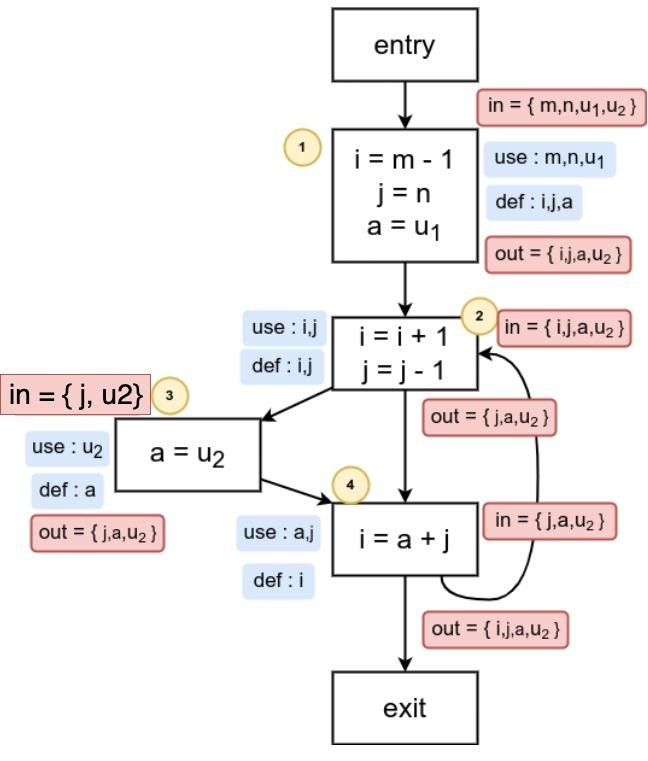 entry
in = { m,n,u₁,u₂ }
1
i = m - 1
j = n
a = u₁
use : m,n,u₁
def : i,j,a
out = { i,j,a,u₂ }
2
use : i,j
def : i,j
i = i + 1
j = j - 1
in = { i,j,a,u₂ }
out = { j,a,u₂ }
in = { j, u2}
3
use : u₂
def : a
a = u₂
out = { j,a,u₂ }
4
use : a,j
def : i
i = a + j
in = { j,a,u₂ }
out = { i,j,a,u₂ }
exit